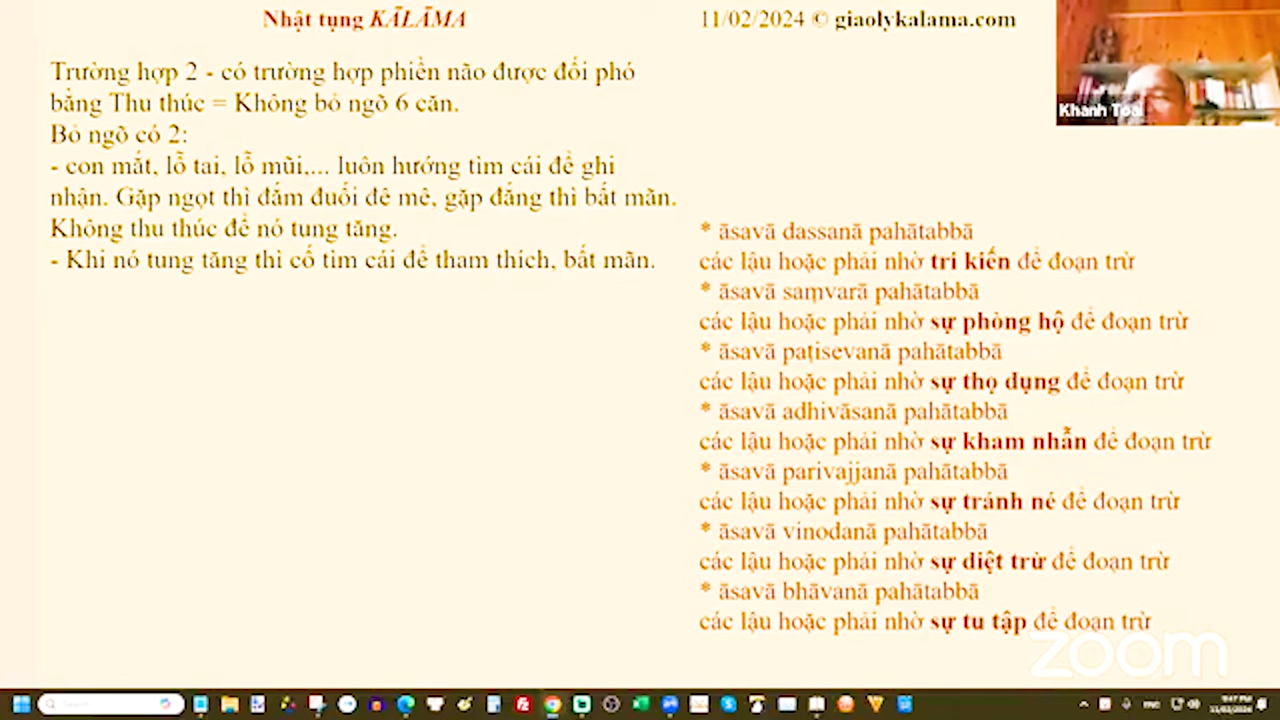 Nhật tụng KĀLĀMA
11/02/2024 © giaolykalama.com
Trường hợp 2 - có trường hợp phiền não được đối phó
bằng Thu thúc = Không bỏ ngõ 6 căn.
Bỏ ngõ có 2:
- con mắt, lỗ tai, lỗ mũi,... luôn hướng tìm cái để ghi
nhận. Gặp ngọt thì đắm đuối đê mê, gặp đắng thì bất mãn.
Không thu thúc để nó tung tăng.
- Khi nó tung tăng thì cố tìm cái để tham thích, bất mãn.
Khanh Toai
* āsavā dassanā pahātabbā
các lậu hoặc phải nhờ tri kiến để đoạn trừ
* āsavā saṃvarā pahātabbā
các lậu hoặc phải nhờ sự phòng hộ để đoạn trừ
* āsavā paṭisevanā pahātabbā
các lậu hoặc phải nhờ sự thọ dụng để đoạn trừ
* āsavā adhivāsanā pahātabbā
các lậu hoặc phải nhờ sự kham nhẫn để đoạn trừ
* āsavā parivajjanā pahātabbā
các lậu hoặc phải nhờ sự tránh né để đoạn trừ
* āsavā vinodanā pahātabbā
các lậu hoặc phải nhờ sự diệt trừ để đoạn trừ
* āsavā bhāvanā pahātabbā
các lậu hoặc phải nhờ sự tu tập để đoạn trừ
zoom